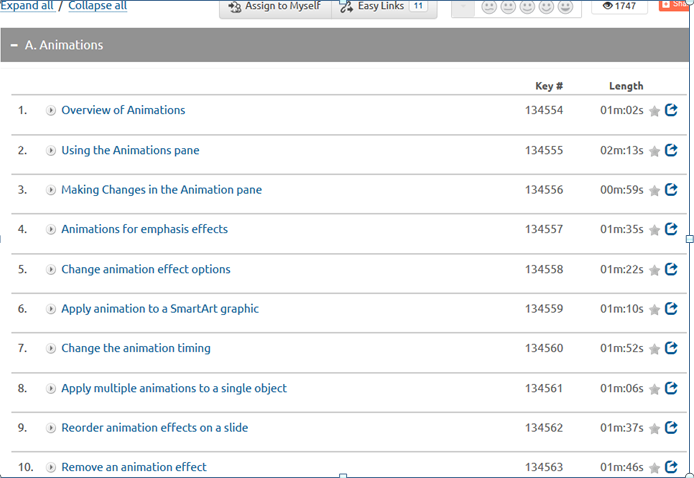 Expand all / Collapse all
Assign to Myself
Easy Links 11
1747
− A. Animations
Key # Length
1. Overview of Animations 134554 01m:02s
2. Using the Animations pane 134555 02m:13s
3. Making Changes in the Animation pane 134556 00m:59s
4. Animations for emphasis effects 134557 01m:35s
5. Change animation effect options 134558 01m:22s
6. Apply animation to a SmartArt graphic 134559 01m:10s
7. Change the animation timing 134560 01m:52s
8. Apply multiple animations to a single object 134561 01m:06s
9. Reorder animation effects on a slide 134562 01m:37s
10. Remove an animation effect 134563 01m:46s